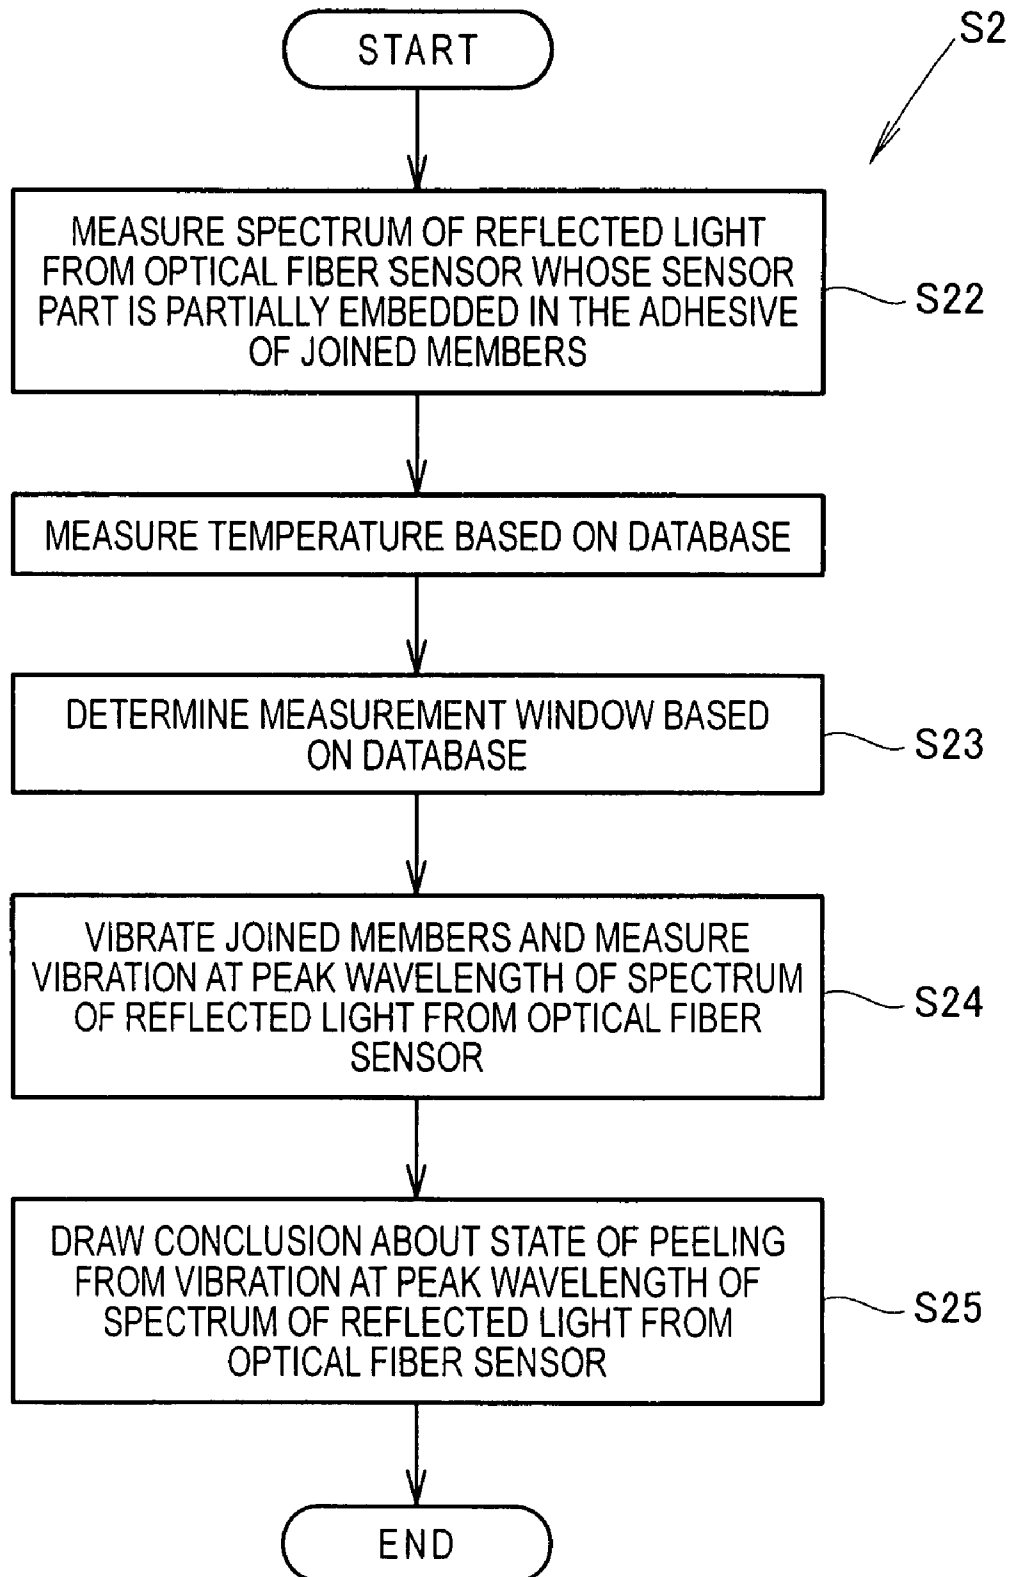 START
S2
MEASURE SPECTRUM OF REFLECTED LIGHT
FROM OPTICAL FIBER SENSOR WHOSE SENSOR
PART IS PARTIALLY EMBEDDED IN THE ADHESIVE
OF JOINED MEMBERS
S22
MEASURE TEMPERATURE BASED ON DATABASE
DETERMINE MEASUREMENT WINDOW BASED
ON DATABASE
S23
VIBRATE JOINED MEMBERS AND MEASURE
VIBRATION AT PEAK WAVELENGTH OF SPECTRUM
OF REFLECTED LIGHT FROM OPTICAL FIBER
SENSOR
S24
DRAW CONCLUSION ABOUT STATE OF PEELING
FROM VIBRATION AT PEAK WAVELENGTH OF
SPECTRUM OF REFLECTED LIGHT FROM
OPTICAL FIBER SENSOR
S25
END